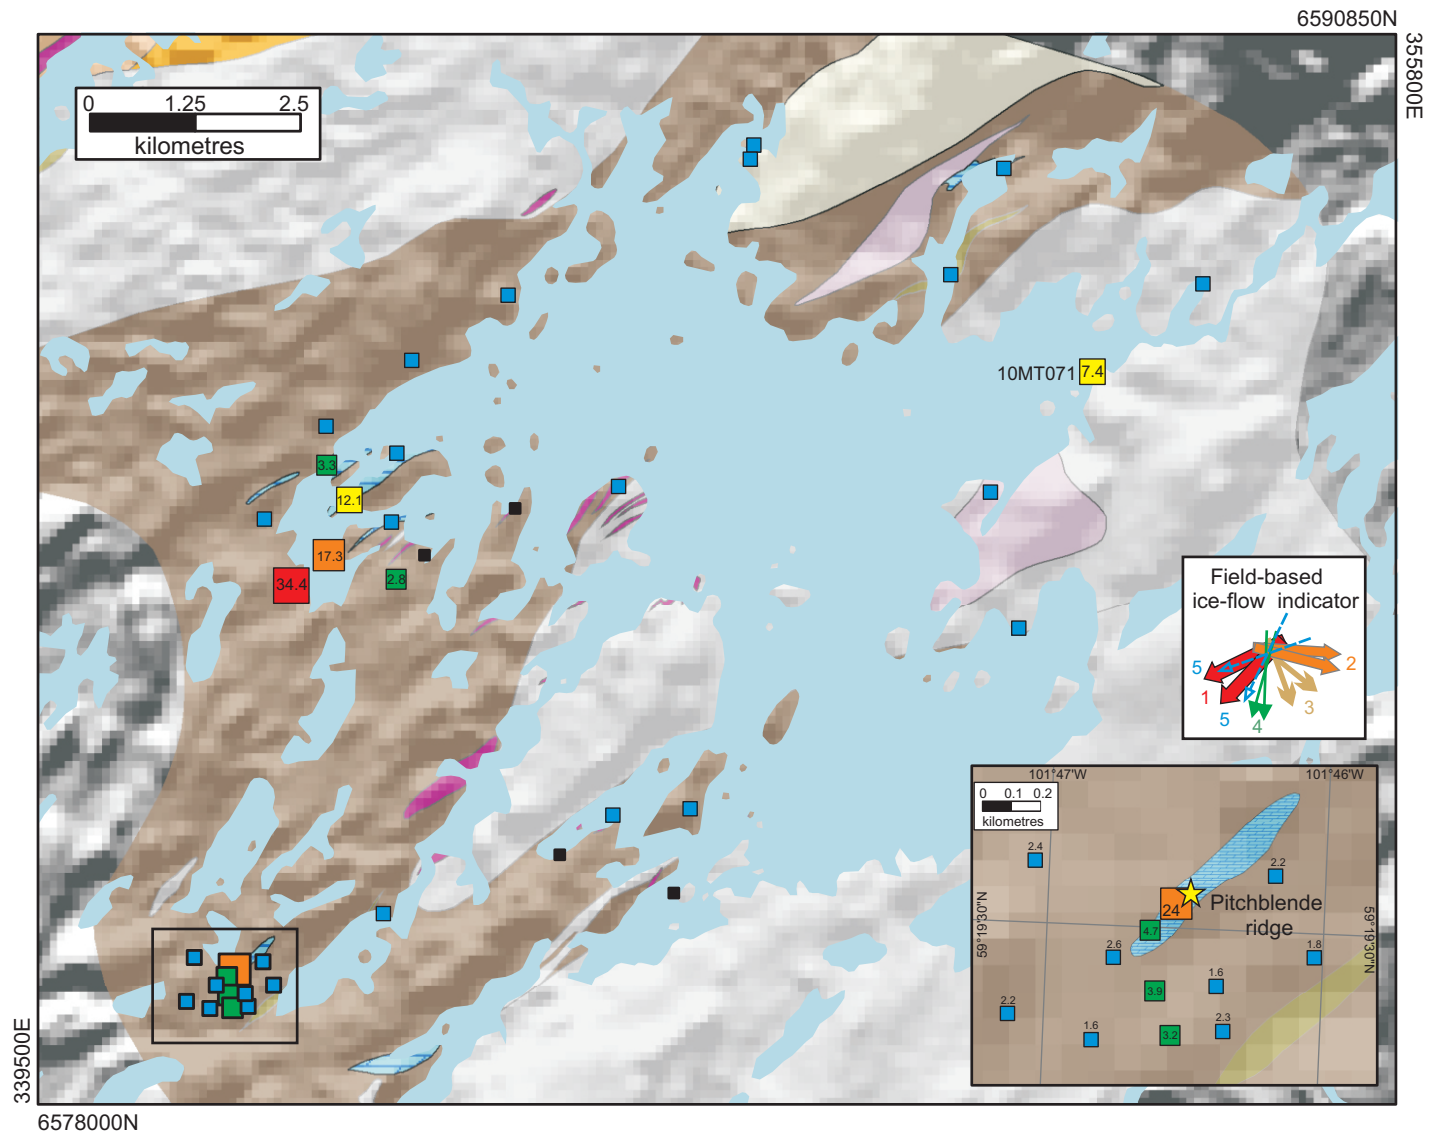 6590850N
355800E
0 1.25 2.5
kilometres
10MT071 7.4
3.3
12.1
17.3
34.4
2.8
Field-based
ice-flow indicator
5
2
1
3
5
4
101°47'W 101°46'W
0 0.1 0.2
kilometres
2.4
2.2
24
Pitchblende
ridge
4.7
59°19'30"N
59°19'30"N
2.6
1.8
3.9
1.6
2.2
1.6
3.2
2.3
339500E
6578000N